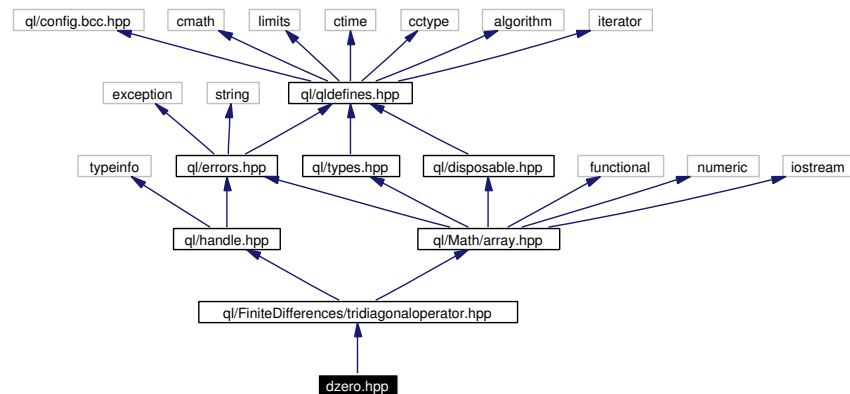 ql/config.bcc.hpp cmath limits ctime cctype algorithm iterator
exception string ql/qldefines.hpp
typeinfo ql/errors.hpp ql/types.hpp ql/disposable.hpp functional numeric iostream
ql/handle.hpp ql/Math/array.hpp
ql/FiniteDifferences/tridiagonaloperator.hpp
dzero.hpp